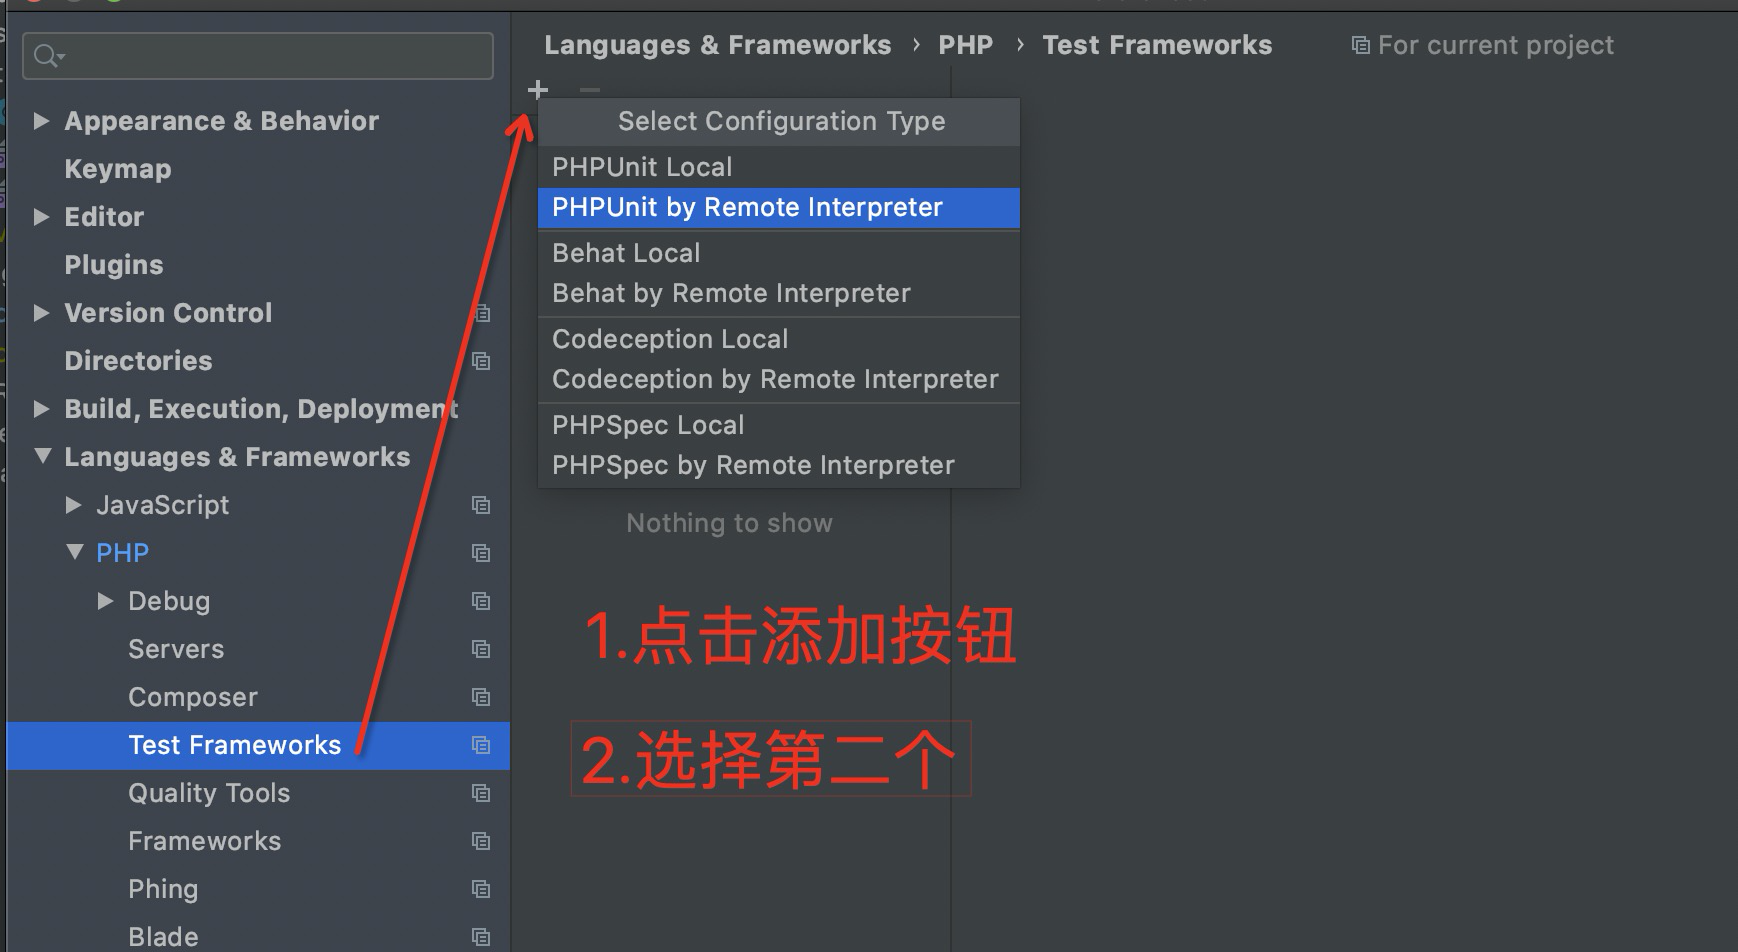 Languages & Frameworks › PHP › Test Frameworks For current project
Appearance & Behavior
Keymap
Editor
Plugins
Version Control
Directories
Build, Execution, Deployment
Languages & Frameworks
JavaScript
PHP
Debug
Servers
Composer
Test Frameworks
Quality Tools
Frameworks
Phing
Blade
Select Configuration Type
PHPUnit Local
PHPUnit by Remote Interpreter
Behat Local
Behat by Remote Interpreter
Codeception Local
Codeception by Remote Interpreter
PHPSpec Local
PHPSpec by Remote Interpreter
Nothing to show
1.点击添加按钮
2.选择第二个